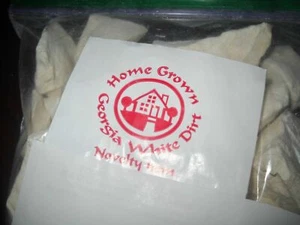 Home Grown
Georgia White Dirt
Novelty Item